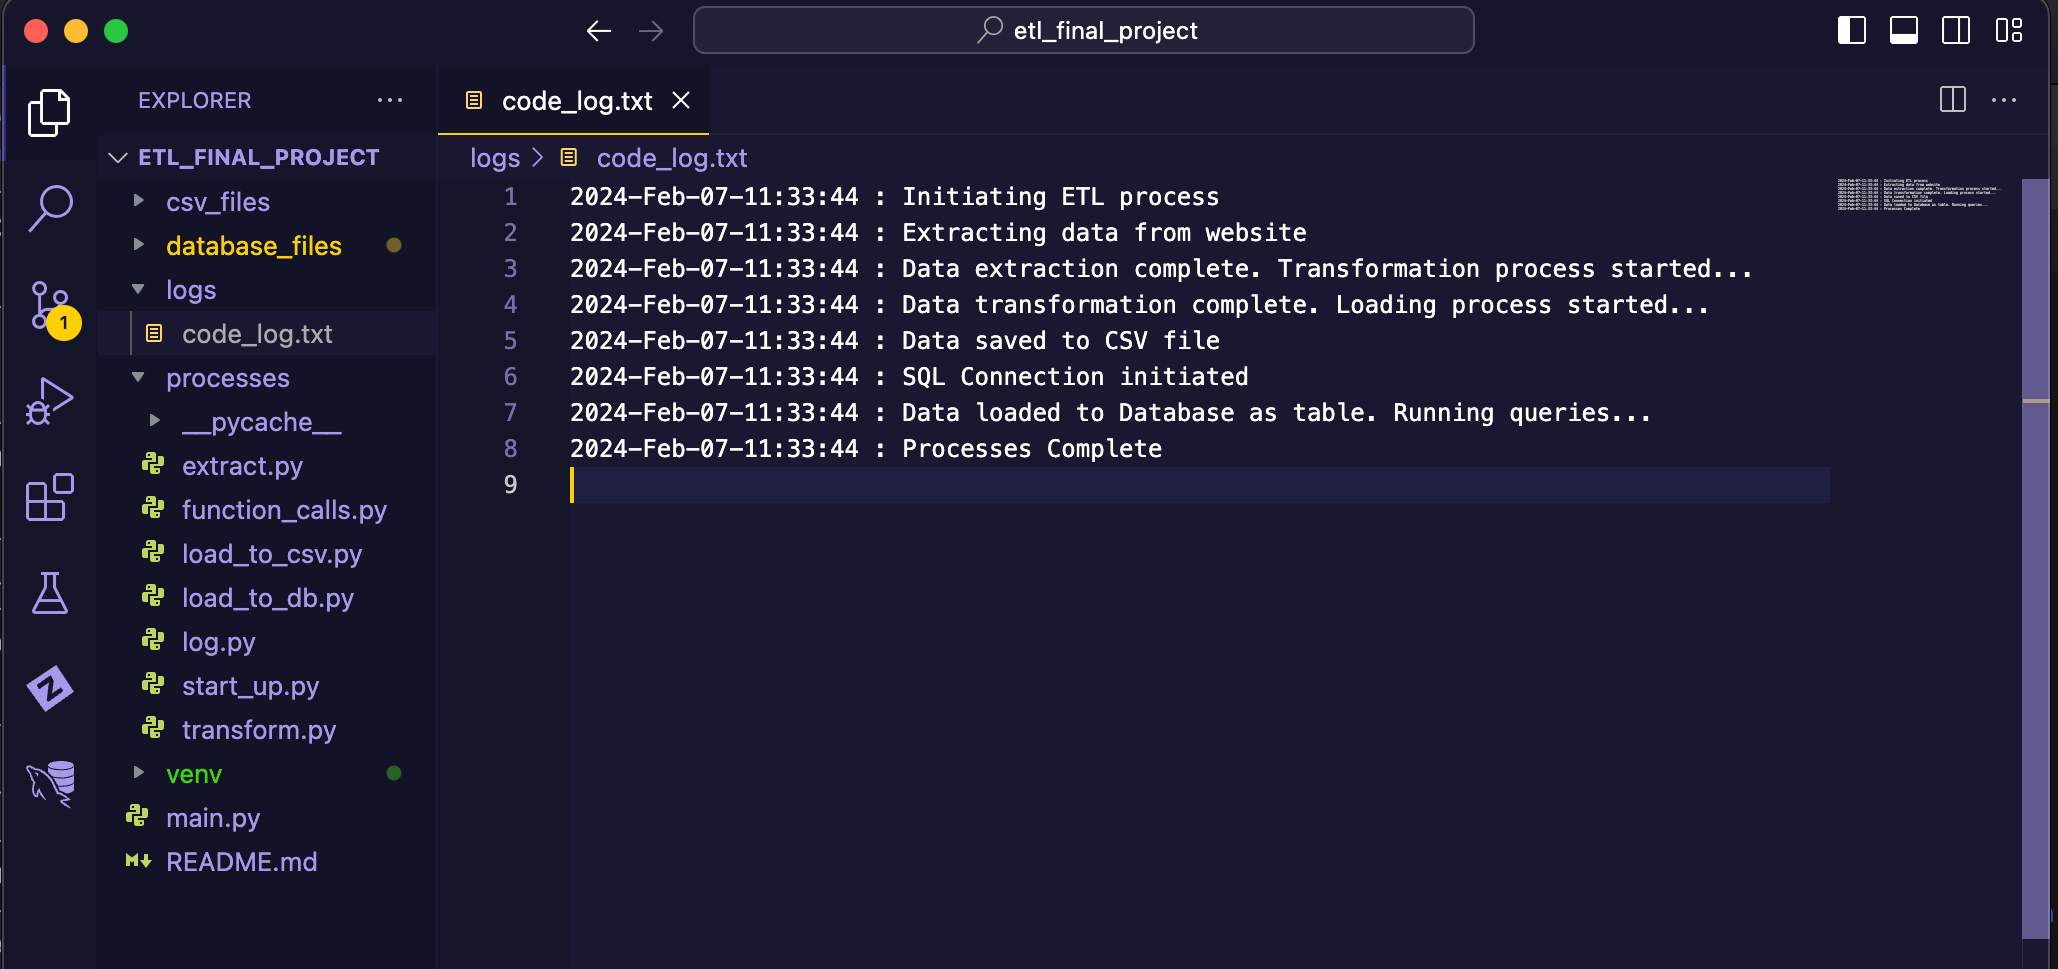 etl_final_project
EXPLORER
code_log.txt
ETL_FINAL_PROJECT
csv_files
database_files
logs
code_log.txt
processes
__pycache__
extract.py
function_calls.py
load_to_csv.py
load_to_db.py
log.py
start_up.py
transform.py
venv
main.py
README.md
1
logs > code_log.txt
1 2024-Feb-07-11:33:44 : Initiating ETL process
2 2024-Feb-07-11:33:44 : Extracting data from website
3 2024-Feb-07-11:33:44 : Data extraction complete. Transformation process started...
4 2024-Feb-07-11:33:44 : Data transformation complete. Loading process started...
5 2024-Feb-07-11:33:44 : Data saved to CSV file
6 2024-Feb-07-11:33:44 : SQL Connection initiated
7 2024-Feb-07-11:33:44 : Data loaded to Database as table. Running queries...
8 2024-Feb-07-11:33:44 : Processes Complete
9